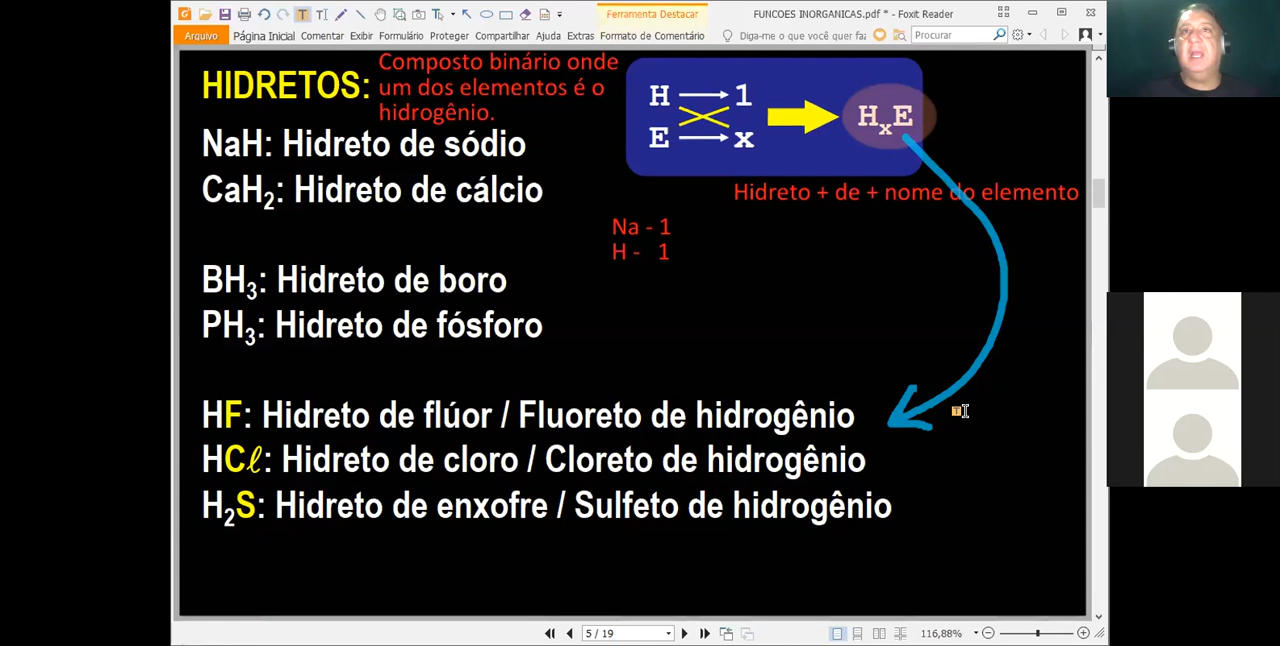 Ferramenta Destacar
FUNCOES INORGANICAS.pdf * - Foxit Reader
Arquivo Página Inicial Comentar Exibir Formulário Proteger Compartilhar Ajuda Extras Formato de Comentário Diga-me o que você quer faz Procurar
HIDRETOS:
Composto binário onde
um dos elementos é o
hidrogênio.
H 1
E x
HₓE
NaH: Hidreto de sódio
CaH₂: Hidreto de cálcio
Hidreto + de + nome do elemento
Na - 1
H - 1
BH₃: Hidreto de boro
PH₃: Hidreto de fósforo
HF: Hidreto de flúor / Fluoreto de hidrogênio
HCℓ: Hidreto de cloro / Cloreto de hidrogênio
H₂S: Hidreto de enxofre / Sulfeto de hidrogênio
5 / 19
116,88%